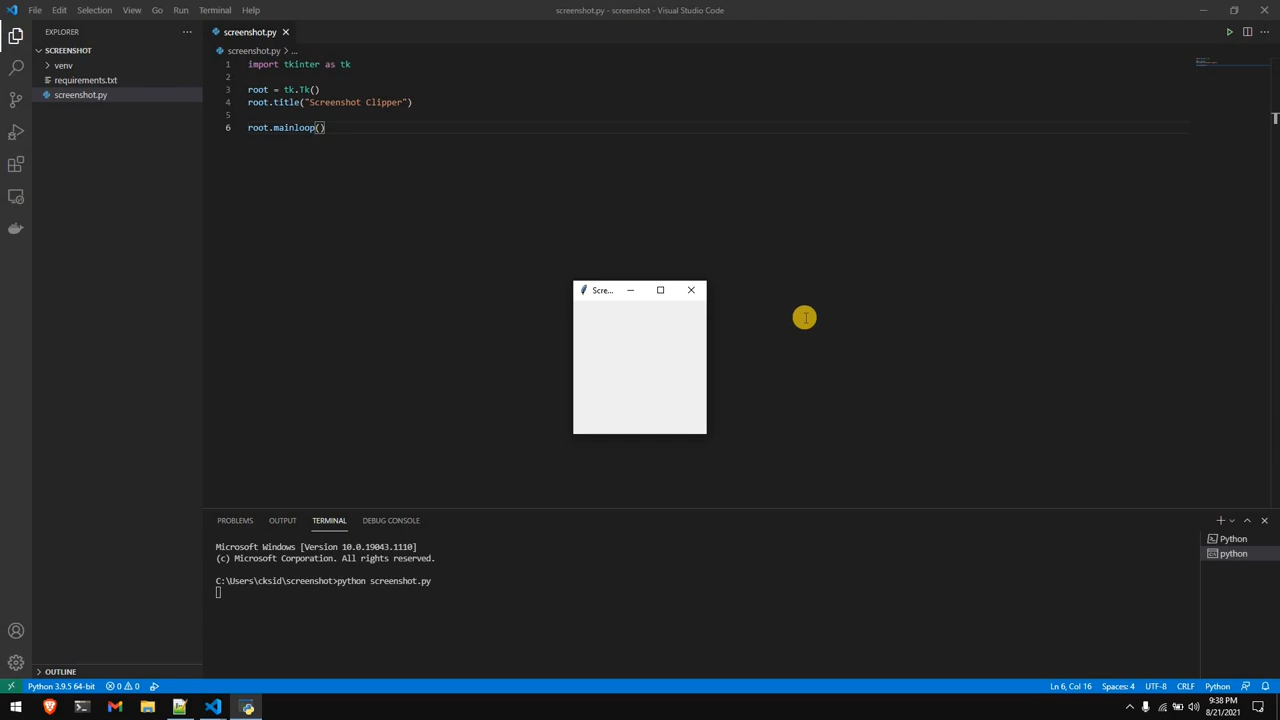 File Edit Selection View Go Run Terminal Help
screenshot.py - screenshot - Visual Studio Code
EXPLORER
SCREENSHOT
venv
requirements.txt
screenshot.py
OUTLINE
screenshot.py
screenshot.py > ...
1 import tkinter as tk
2
3 root = tk.Tk()
4 root.title("Screenshot Clipper")
5
6 root.mainloop()
Scre...
PROBLEMS OUTPUT TERMINAL DEBUG CONSOLE
Microsoft Windows [Version 10.0.19043.1110]
(c) Microsoft Corporation. All rights reserved.
C:\Users\cksid\screenshot>python screenshot.py
Python
python
Python 3.9.5 64-bit 0 0 Ln 6, Col 16 Spaces: 4 UTF-8 CRLF Python
9:38 PM
8/21/2021